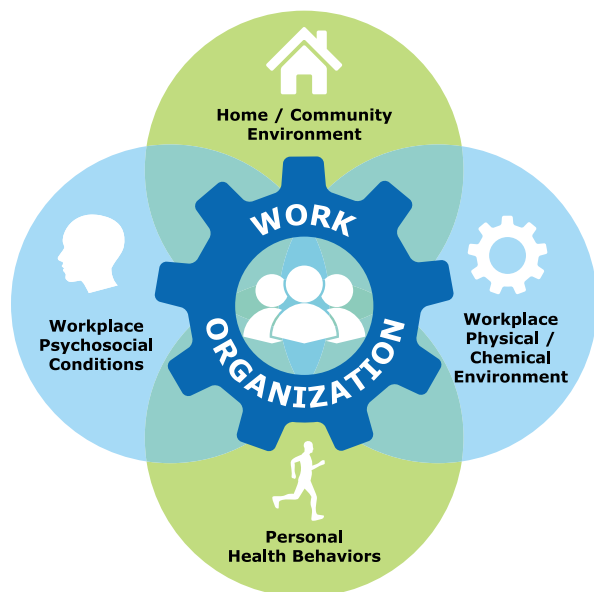 Home / Community
Environment
WORK
ORGANIZATION
Workplace
Psychosocial
Conditions
Workplace
Physical /
Chemical
Environment
Personal
Health Behaviors